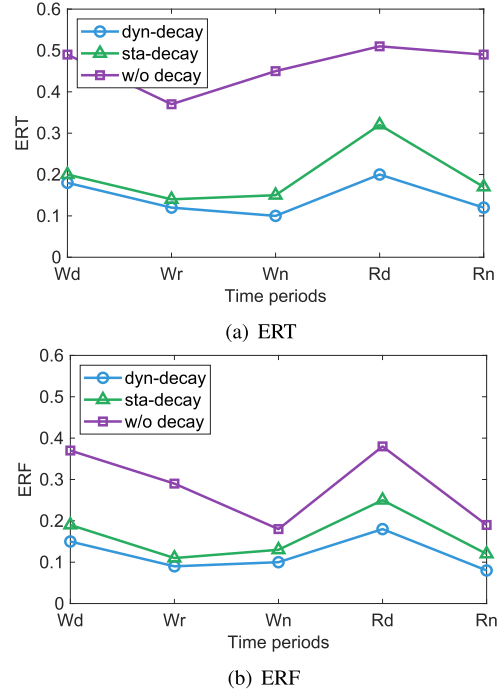 0.6
dyn-decay
sta-decay
w/o decay
0.5
0.4
0.3
0.2
0.1
0
ERT
Wd Wr Wn Rd Rn
Time periods
(a) ERT
0.6
dyn-decay
sta-decay
w/o decay
0.5
0.4
0.3
0.2
0.1
0
ERF
Wd Wr Wn Rd Rn
Time periods
(b) ERF